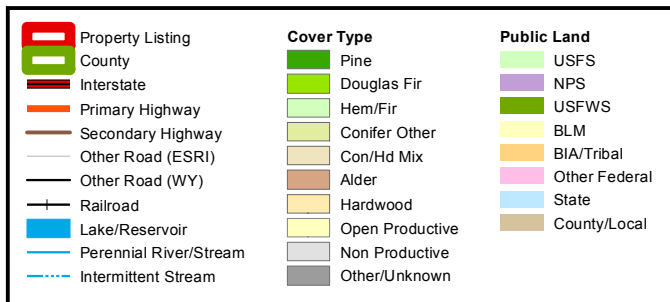 Property Listing
County
Interstate
Primary Highway
Secondary Highway
Other Road (ESRI)
Other Road (WY)
Railroad
Lake/Reservoir
Perennial River/Stream
Intermittent Stream
Cover Type
Pine
Douglas Fir
Hem/Fir
Conifer Other
Con/Hd Mix
Alder
Hardwood
Open Productive
Non Productive
Other/Unknown
Public Land
USFS
NPS
USFWS
BLM
BIA/Tribal
Other Federal
State
County/Local